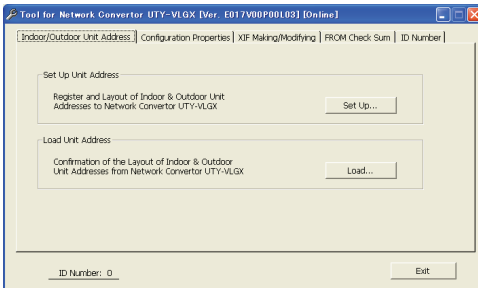 Tool for Network Convertor UTY-VLGX [Ver. E017V00P00L03] [Online]
Indoor/Outdoor Unit Address Configuration Properties XIF Making/Modifying FROM Check Sum ID Number
Set Up Unit Address
Register and Layout of Indoor & Outdoor Unit
Addresses to Network Convertor UTY-VLGX
Set Up...
Load Unit Address
Confirmation of the Layout of Indoor & Outdoor
Unit Addresses from Network Convertor UTY-VLGX
Load...
ID Number: 0
Exit